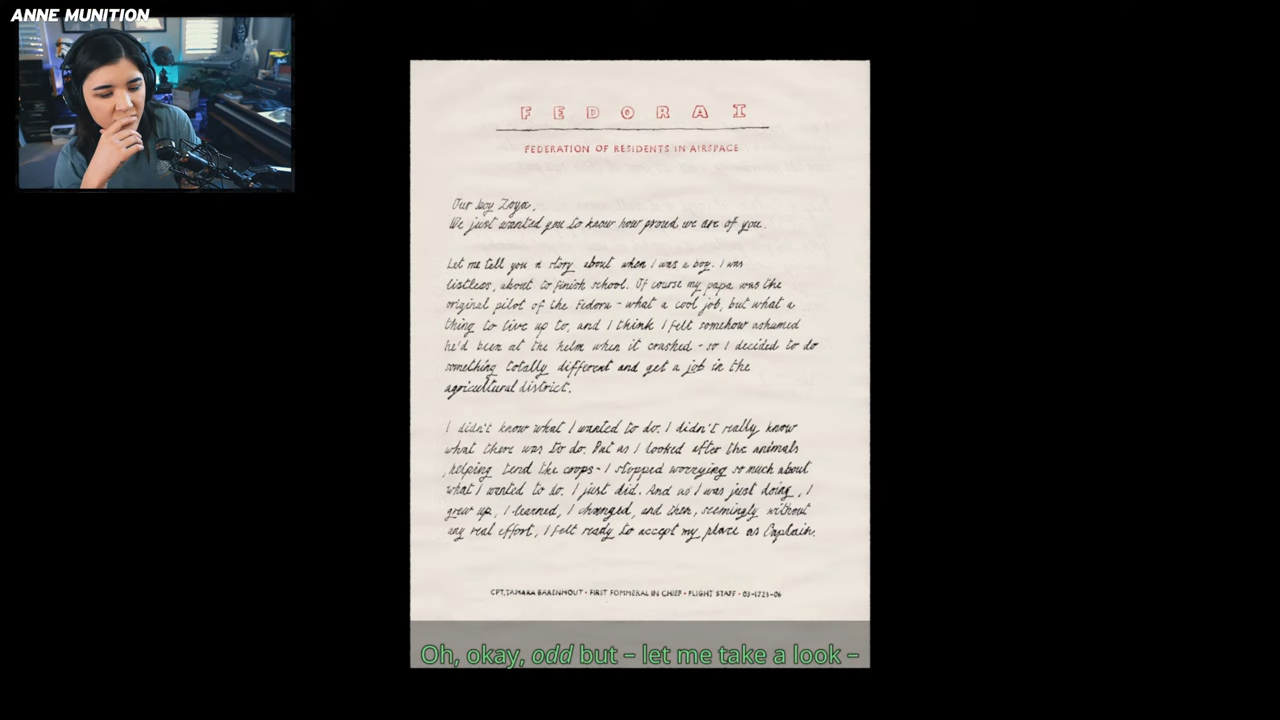 ANNE MUNITION
FEDORAI
FEDERATION OF RESIDENTS IN AIRSPACE
Our boy Zoya,
We just wanted you to know how proud we are of you.
Let me tell you a story about when I was a boy. I was
listless, about to finish school. Of course my papa was the
original pilot of the Fedora - what a cool job, but what a
thing to live up to, and I think I felt somehow ashamed
he'd been at the helm when it crashed - so I decided to do
something totally different and get a job in the
agricultural district.
I didn't know what I wanted to do. I didn't really know
what there was to do. But as I looked after the animals
, helping tend the crops - I stopped worrying so much about
what I wanted to do. I just did. And as I was just doing, I
grew up, I learned, I changed, and then, seemingly without
any real effort, I felt ready to accept my place as Captain.
CPT. TAMARA BARENHOUT • FIRST POMMERAL IN CHIEF • FLIGHT STAFF • 03-1723-06
Oh, okay, odd but – let me take a look –